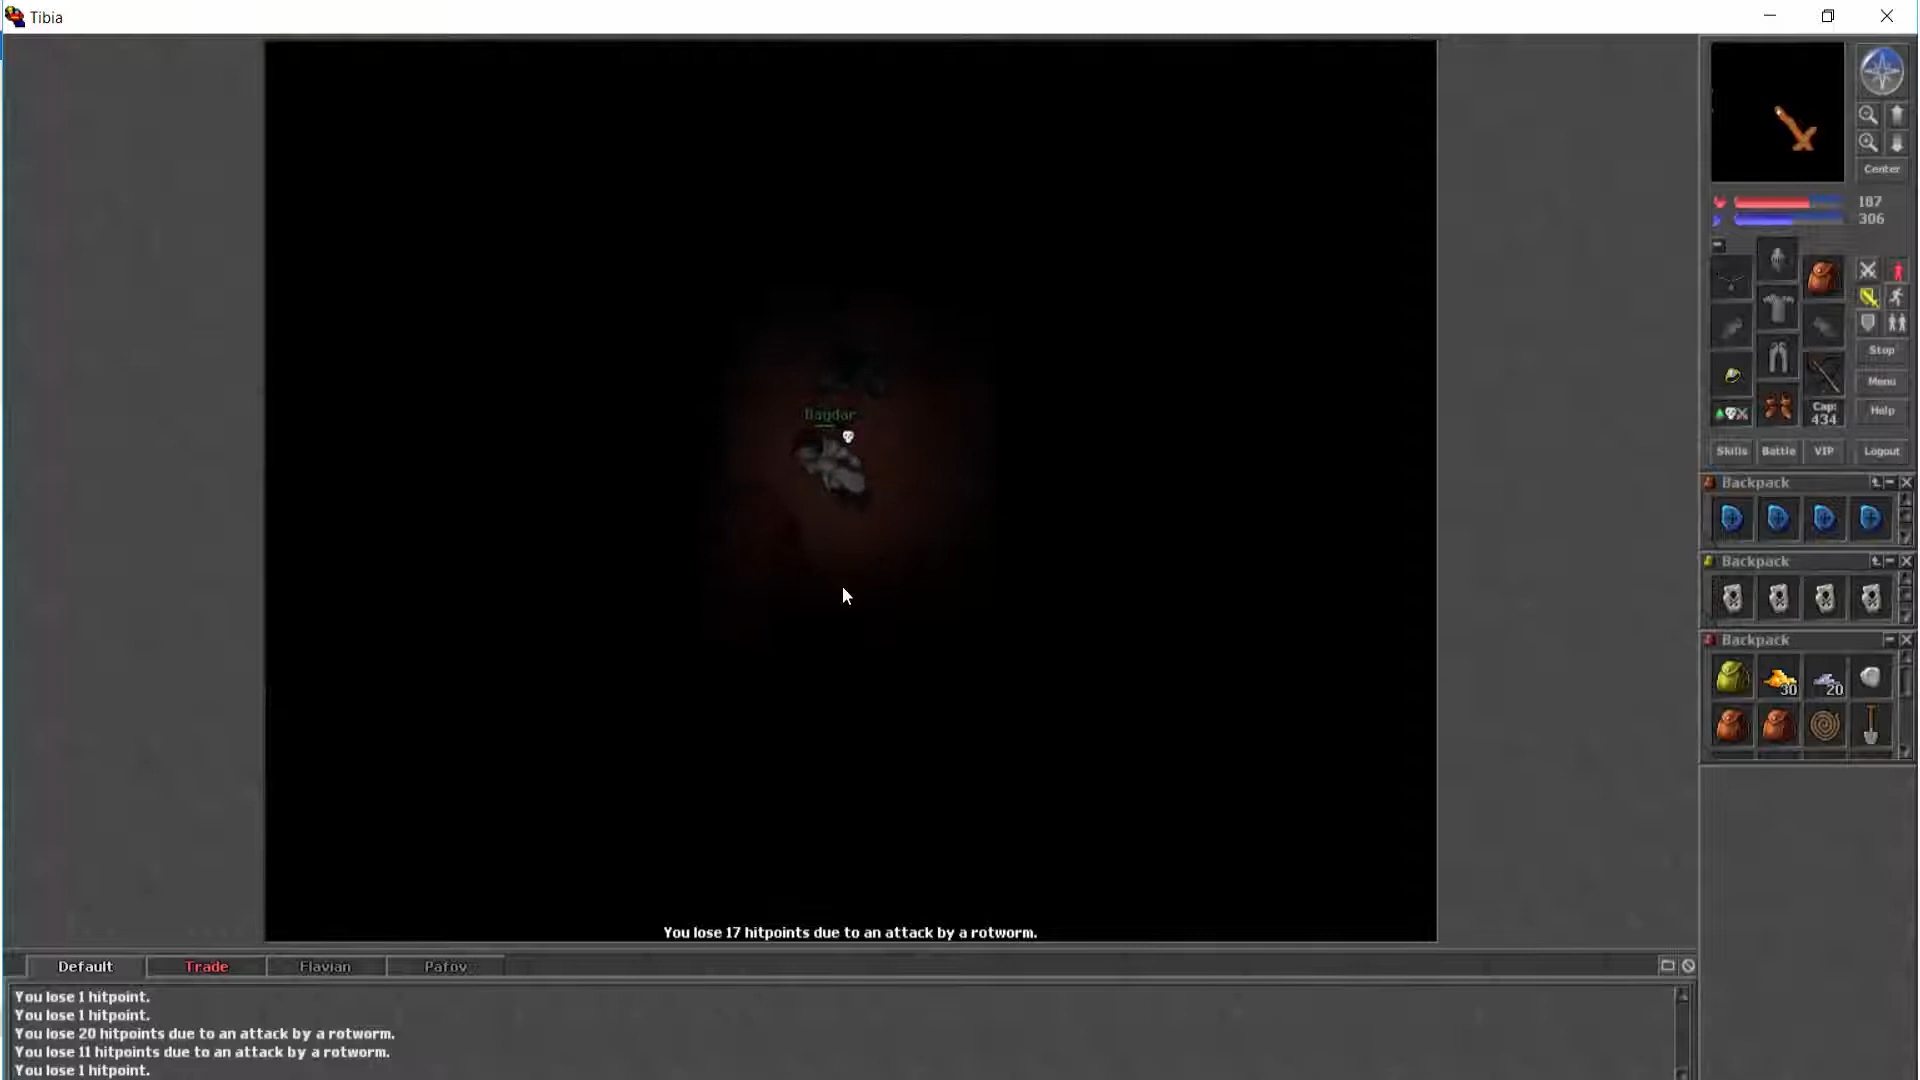 Tibia
Center
187
306
Stop
Menu
Cap:
434
Help
Skills
Battle
VIP
Logout
Backpack
Backpack
Backpack
30
20
Bagdar
You lose 17 hitpoints due to an attack by a rotworm.
Default
Trade
Flavian
Pafov
You lose 1 hitpoint.
You lose 1 hitpoint.
You lose 20 hitpoints due to an attack by a rotworm.
You lose 11 hitpoints due to an attack by a rotworm.
You lose 1 hitpoint.